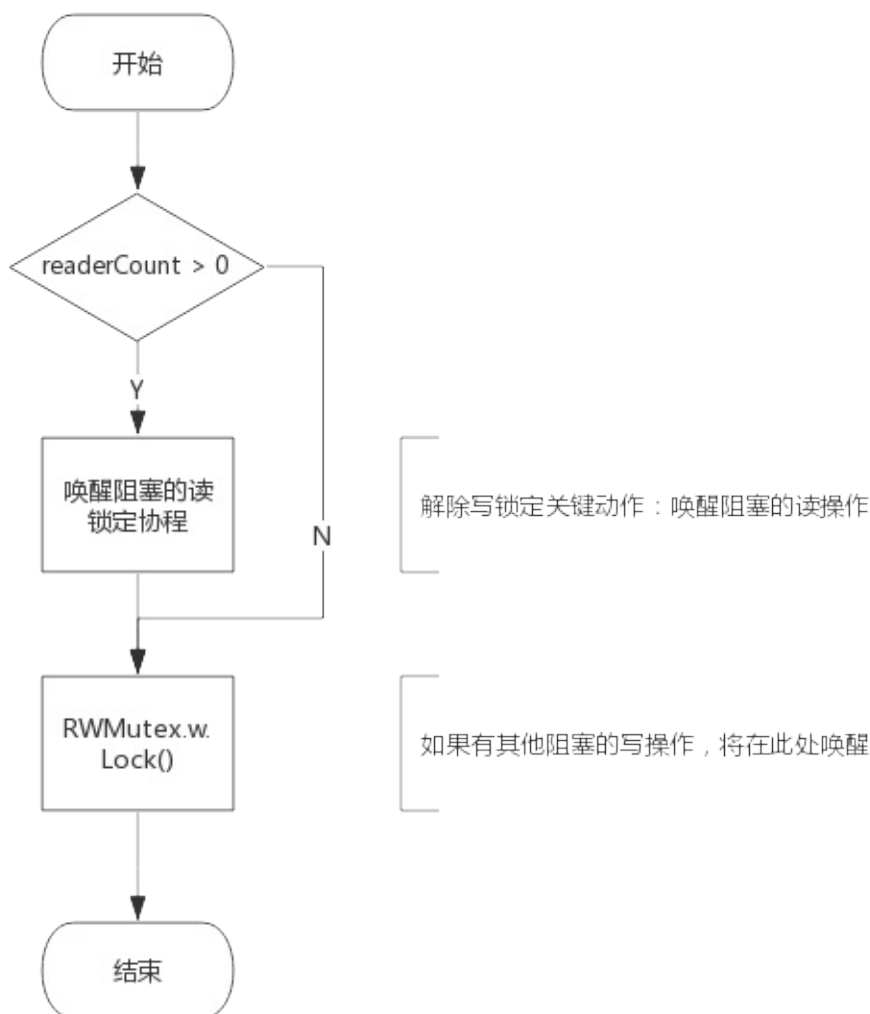 开始
readerCount > 0
Y
唤醒阻塞的读
锁定协程
解除写锁定关键动作：唤醒阻塞的读操作
N
RWMutex.w.
Lock()
如果有其他阻塞的写操作，将在此处唤醒
结束